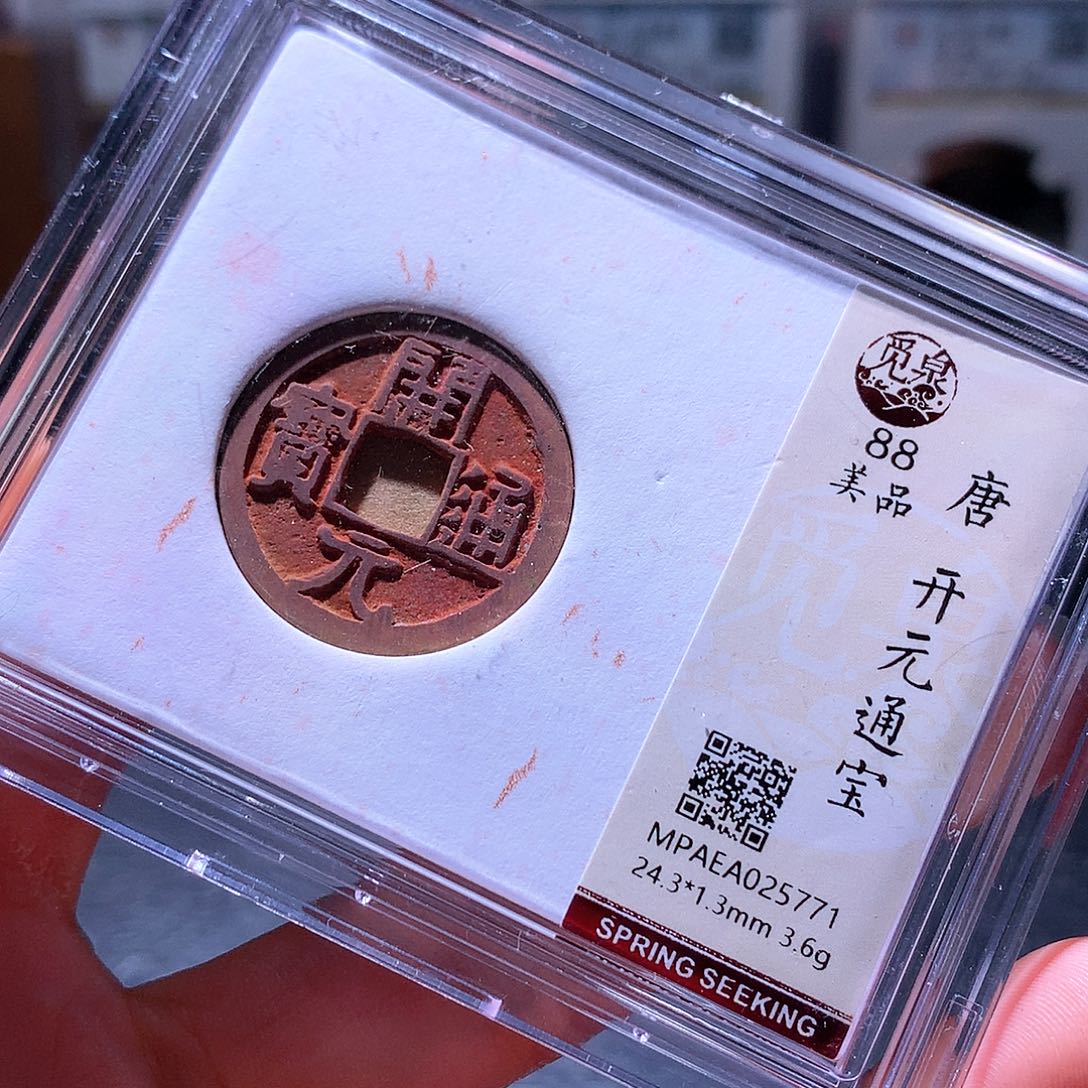 開
通
元
寶
觅泉
88
美品
唐
开元通宝
MPAEA025771
24.3*1.3mm 3.6g
SPRING SEEKING